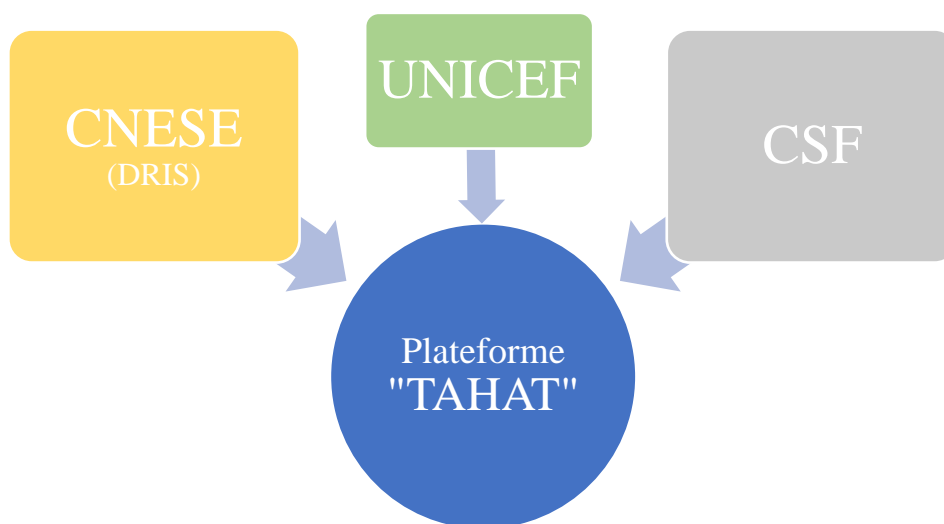 CNESE
(DRIS)
UNICEF
CSF
Plateforme
"TAHAT"